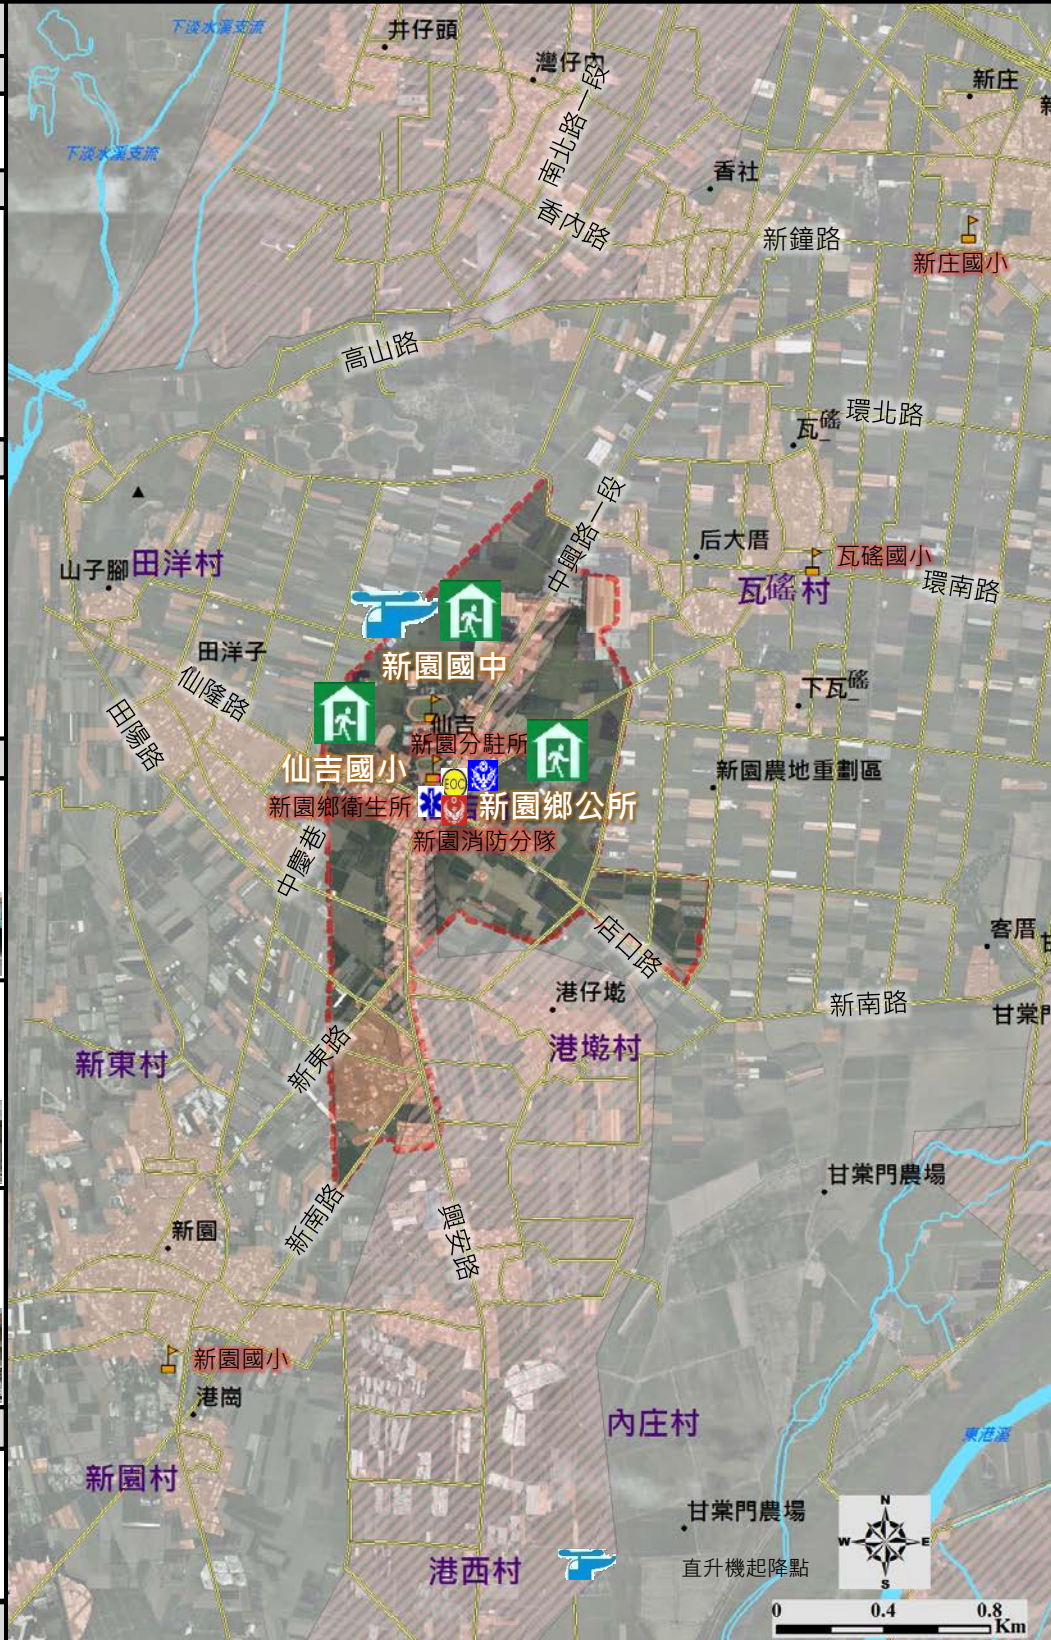 下淡水溪支流
井仔頭
灣仔內
新庄
南北路一段
下淡水溪支流
香社
香內路
新鐘路
新庄國小
高山路
環北路
瓦磘
中興路一段
后大厝
瓦磘國小
山子腳
田洋村
瓦磘村
環南路
田洋子
新園國中
仙隆路
下瓦磘
田陽路
仙吉
新園分駐所
仙吉國小
新園農地重劃區
EOC
新園鄉衛生所
新園鄉公所
新園消防分隊
中慶巷
店口路
客厝
港仔墘
新南路
甘棠門
港墘村
新東村
新東路
甘棠門農場
新南路
新園
興安路
新園國小
港崗
內庄村
東港溪
新園村
甘棠門農場
N
W
E
S
港西村
直升機起降點
0
0.4
0.8
Km